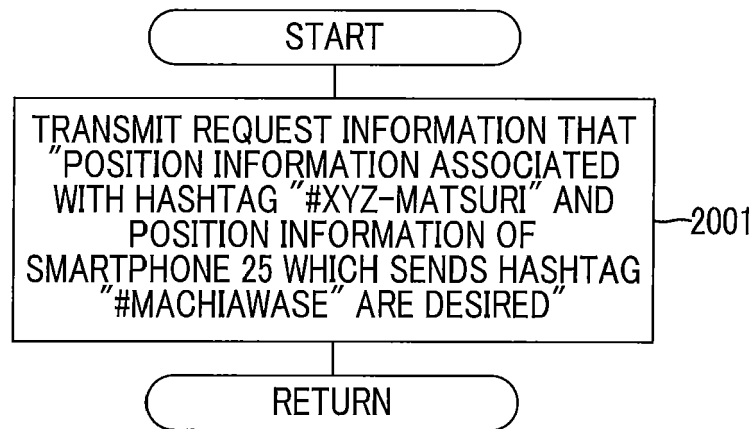 START
TRANSMIT REQUEST INFORMATION THAT
"POSITION INFORMATION ASSOCIATED
WITH HASHTAG "#XYZ-MATSURI" AND
POSITION INFORMATION OF
SMARTPHONE 25 WHICH SENDS HASHTAG
"#MACHIAWASE" ARE DESIRED"
2001
RETURN